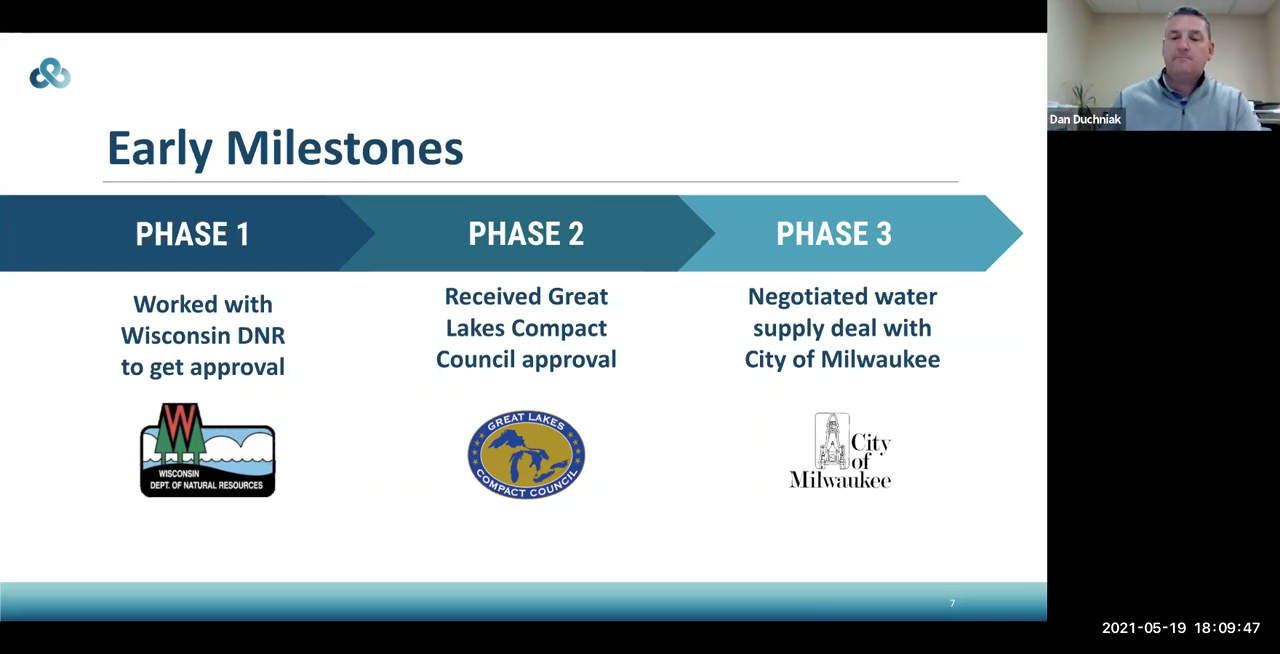 Early Milestones
PHASE 1
PHASE 2
PHASE 3
Worked with
Wisconsin DNR
to get approval
Received Great
Lakes Compact
Council approval
Negotiated water
supply deal with
City of Milwaukee
W
WISCONSIN
DEPT. OF NATURAL RESOURCES
GREAT LAKES
COMPACT COUNCIL
City
of
Milwaukee
7
Dan Duchniak
2021-05-19 18:09:47